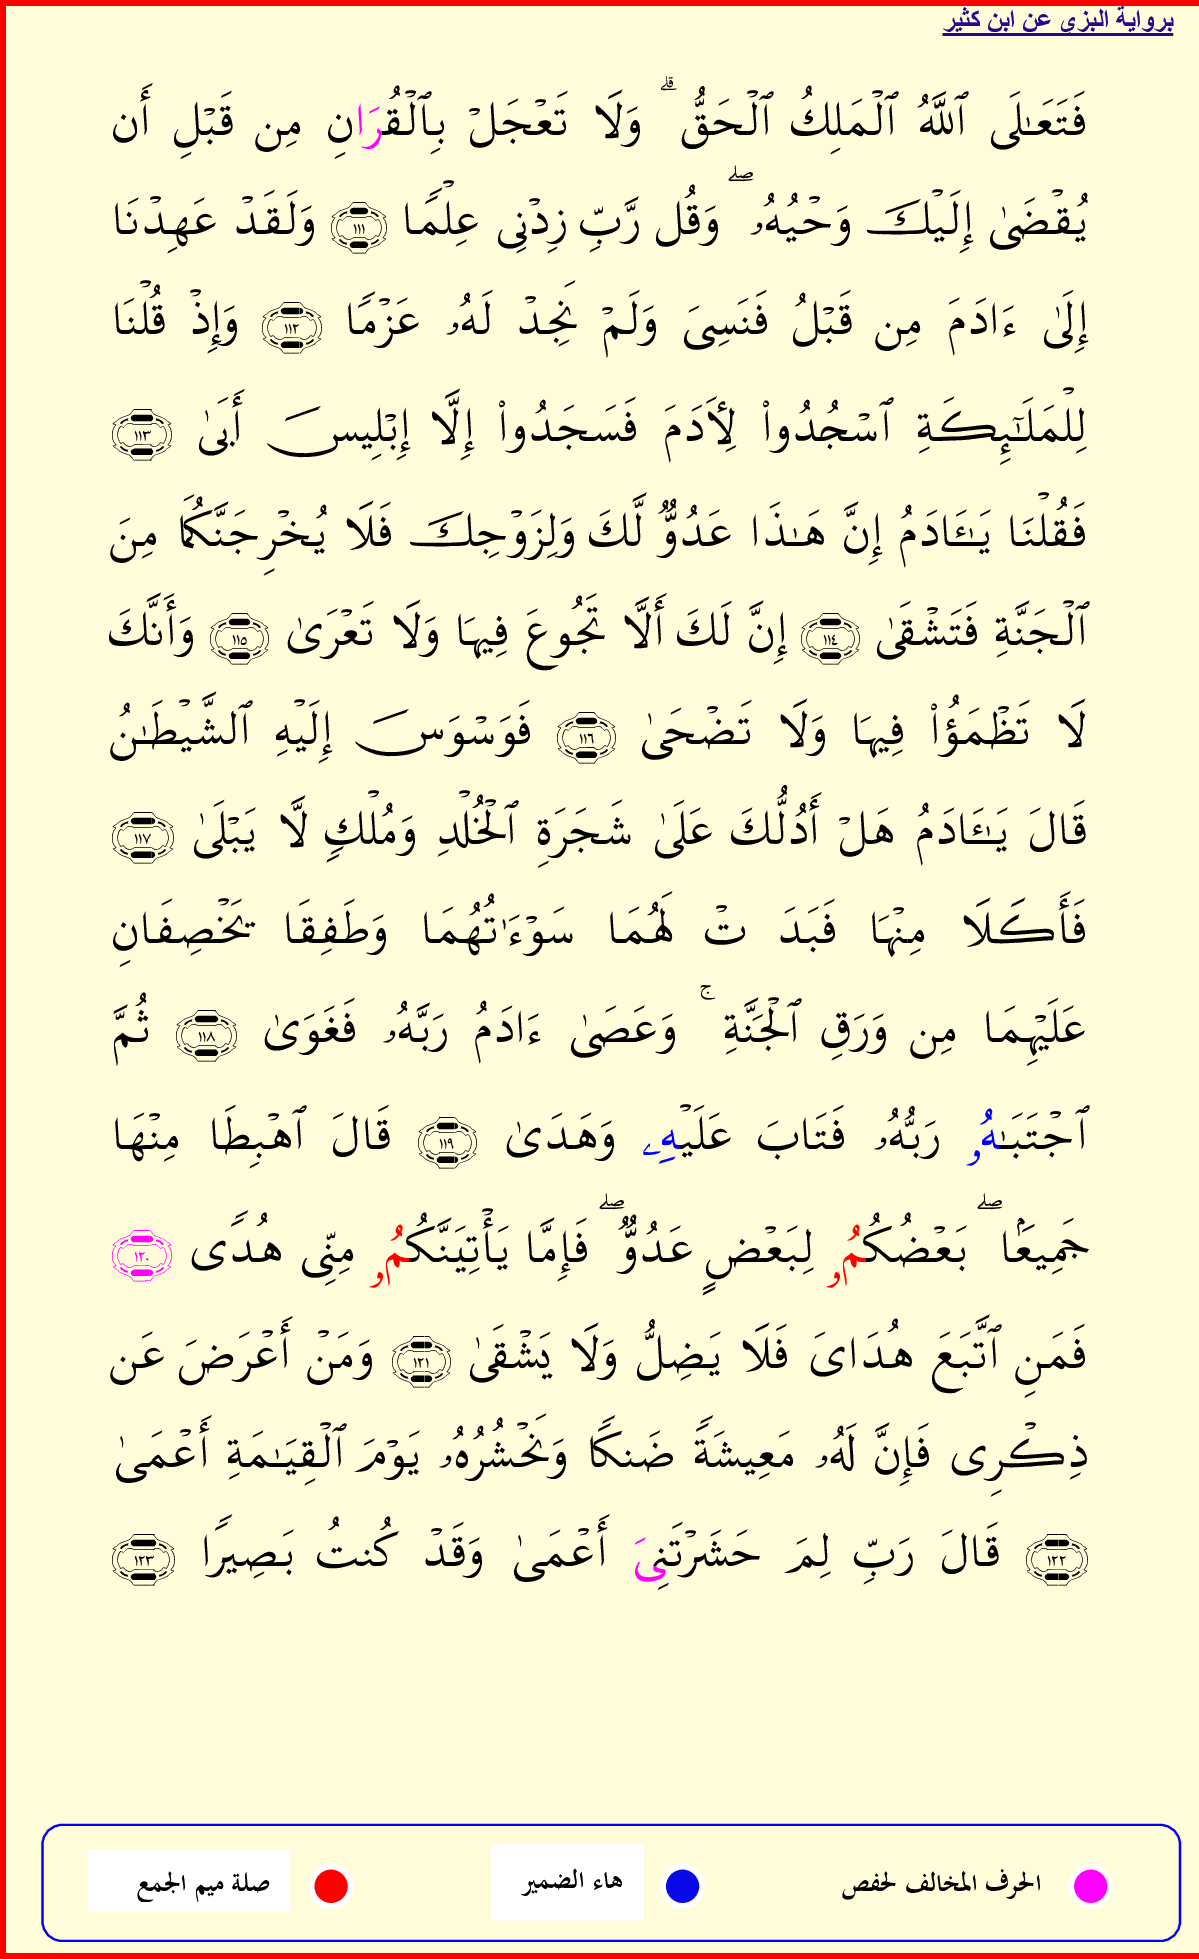 برواية البزى عن ابن كثير
فَتَعَٰلَى ٱللَّهُ ٱلْمَلِكُ ٱلْحَقُّ ۗ وَلَا تَعْجَلْ بِٱلْقُرَانِ مِن قَبْلِ أَن
يُقْضَىٰ إِلَيْكَ وَحْيُهُۥ ۖ وَقُل رَّبِّ زِدْنِى عِلْمًا ١١١ وَلَقَدْ عَهِدْنَا
إِلَىٰ ءَادَمَ مِن قَبْلُ فَنَسِىَ وَلَمْ نَجِدْ لَهُۥ عَزْمًا ١١٢ وَإِذْ قُلْنَا
لِلْمَلَٰٓئِكَةِ ٱسْجُدُوا۟ لِأَدَمَ فَسَجَدُوا۟ إِلَّا إِبْلِيسَ أَبَىٰ ١١٣
فَقُلْنَا يَٰـَٔادَمُ إِنَّ هَٰذَا عَدُوٌّ لَّكَ وَلِزَوْجِكَ فَلَا يُخْرِجَنَّكُمَا مِنَ
ٱلْجَنَّةِ فَتَشْقَىٰ ١١٤ إِنَّ لَكَ أَلَّا تَجُوعَ فِيهَا وَلَا تَعْرَىٰ ١١٥ وَأَنَّكَ
لَا تَظْمَؤُا۟ فِيهَا وَلَا تَضْحَىٰ ١١٦ فَوَسْوَسَ إِلَيْهِ ٱلشَّيْطَٰنُ
قَالَ يَٰـَٔادَمُ هَلْ أَدُلُّكَ عَلَىٰ شَجَرَةِ ٱلْخُلْدِ وَمُلْكٍ لَّا يَبْلَىٰ ١١٧
فَأَكَلَا مِنْهَا فَبَدَتْ لَهُمَا سَوْءَٰتُهُمَا وَطَفِقَا يَخْصِفَانِ
عَلَيْهِمَا مِن وَرَقِ ٱلْجَنَّةِ ۚ وَعَصَىٰ ءَادَمُ رَبَّهُۥ فَغَوَىٰ ١١٨ ثُمَّ
ٱجْتَبَٰهُۥ رَبُّهُۥ فَتَابَ عَلَيْهِۦ وَهَدَىٰ ١١٩ قَالَ ٱهْبِطَا مِنْهَا
جَمِيعًۢا ۖ بَعْضُكُمُۥ لِبَعْضٍ عَدُوٌّ ۖ فَإِمَّا يَأْتِيَنَّكُمُۥ مِنِّى هُدًى ١٢٠
فَمَنِ ٱتَّبَعَ هُدَاىَ فَلَا يَضِلُّ وَلَا يَشْقَىٰ ١٢١ وَمَنْ أَعْرَضَ عَن
ذِكْرِى فَإِنَّ لَهُۥ مَعِيشَةً ضَنكًا وَنَحْشُرُهُۥ يَوْمَ ٱلْقِيَٰمَةِ أَعْمَىٰ
١٢٢ قَالَ رَبِّ لِمَ حَشَرْتَنِىَ أَعْمَىٰ وَقَدْ كُنتُ بَصِيرًا ١٢٣
الحرف المخالف لحفص هاء الضمير صلة ميم الجمع